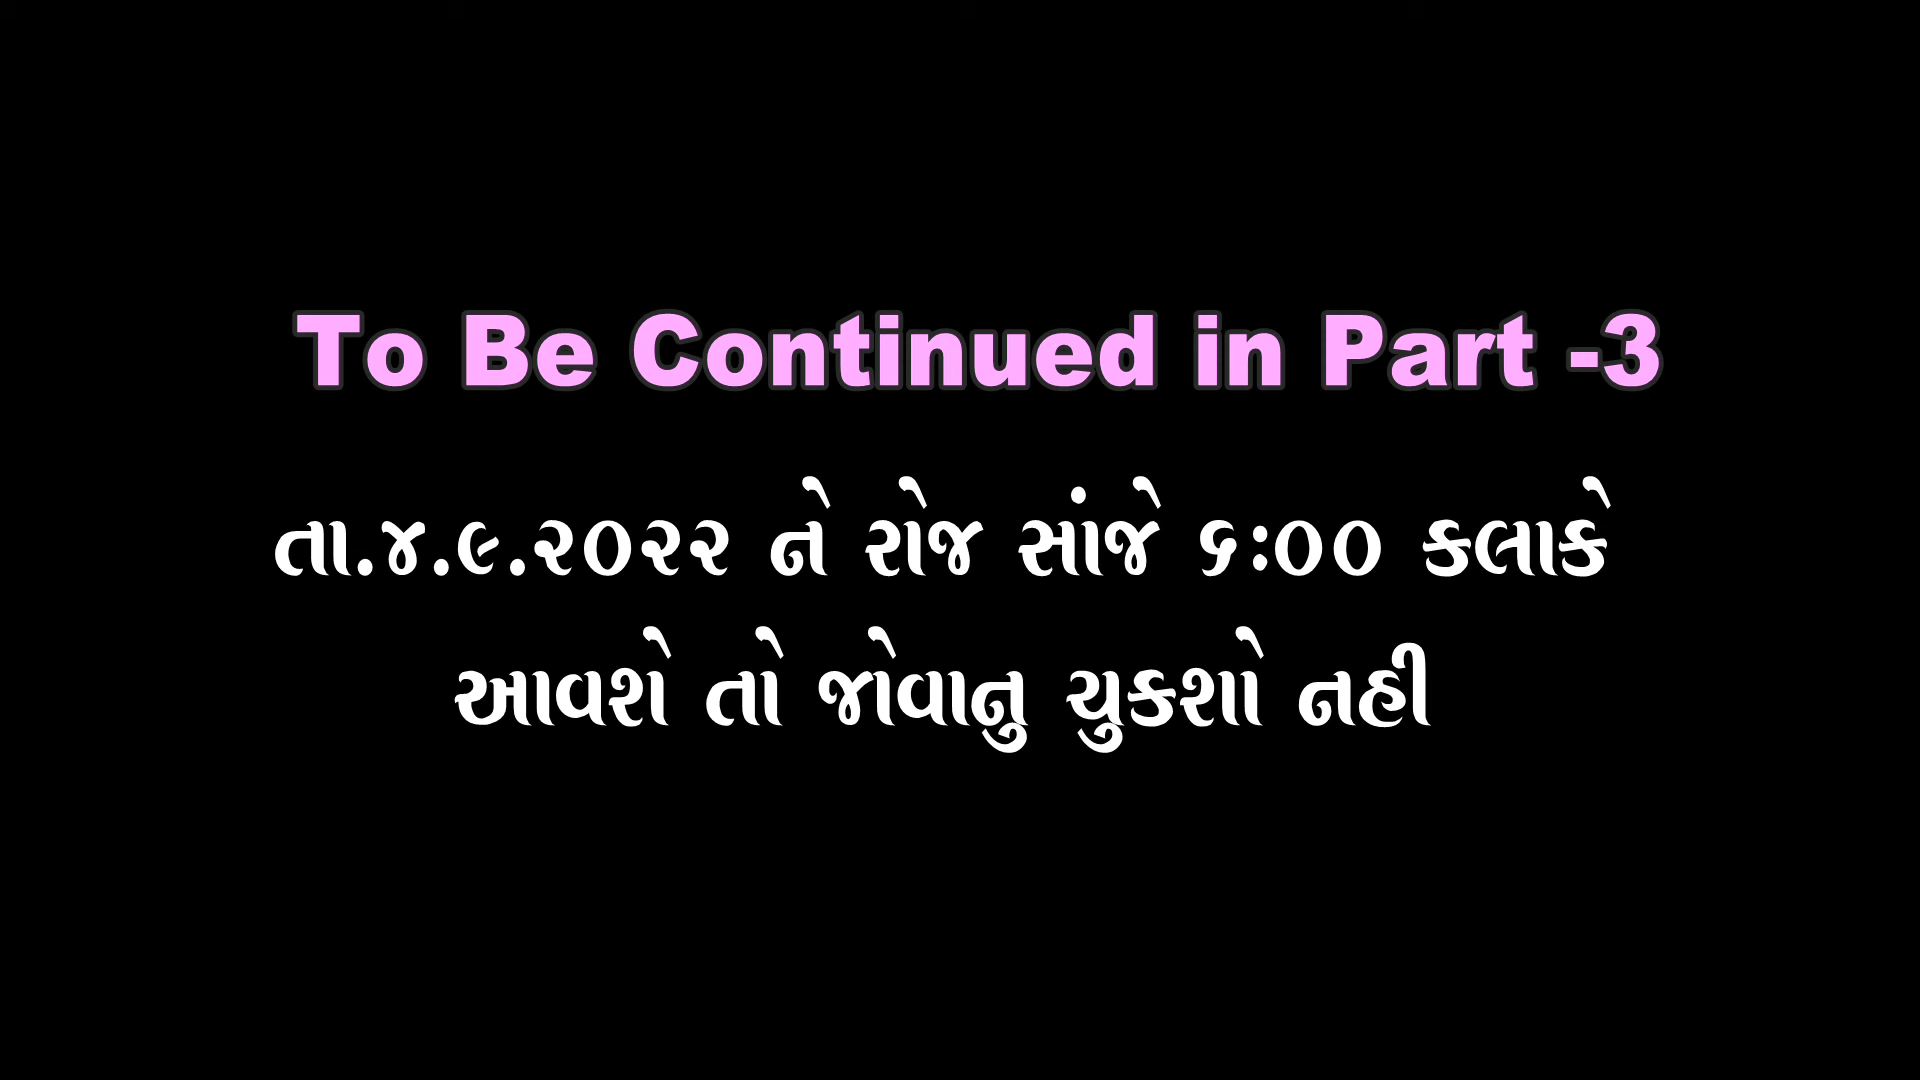 To Be Continued in Part -3
તા.૪.૯.૨૦૨૨ ને રોજ સાંજે ૬:૦૦ કલાકે
આવશે તો જોવાનુ ચુકશો નહી